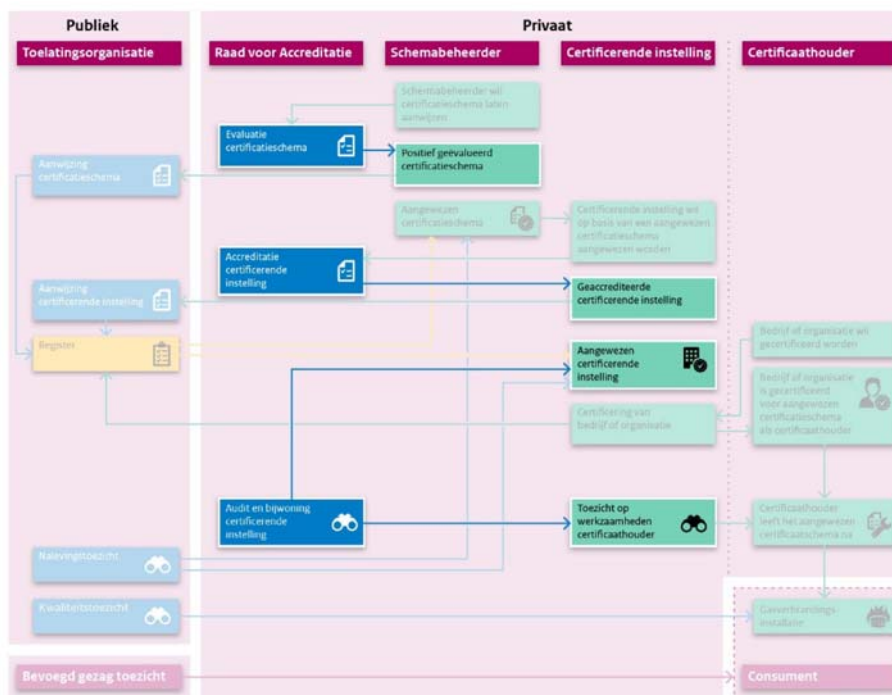 Publiek
Privaat
Toelatingsorganisatie
Raad voor Accreditatie
Schemabeheerder
Certificerende instelling
Certificaathouder
Schemabeheerder wil
certificatieschema laten
aanwijzen
Evaluatie
certificatieschema
Positief geëvalueerd
certificatieschema
Aanwijzing
certificatieschema
Aangewezen
certificatieschema
Certificerende instelling wil
op basis van een aangewezen
certificatieschema
aangewezen worden
Accreditatie
certificerende
instelling
Aanwijzing
certificerende instelling
Geaccrediteerde
certificerende instelling
Register
Aangewezen
certificerende
instelling
Bedrijf of organisatie wil
gecertificeerd worden
Bedrijf of organisatie
is gecertificeerd
voor aangewezen
certificatieschema
als certificaathouder
Certificering van
bedrijf of organisatie
Audit en bijwoning
certificerende
instelling
Toezicht op
werkzaamheden
certificaathouder
Certificaathouder
leeft het aangewezen
certificaatschema na
Nalevingtoezicht
Kwaliteitstoezicht
Gasverbrandings-
installatie
Bevoegd gezag toezicht
Consument